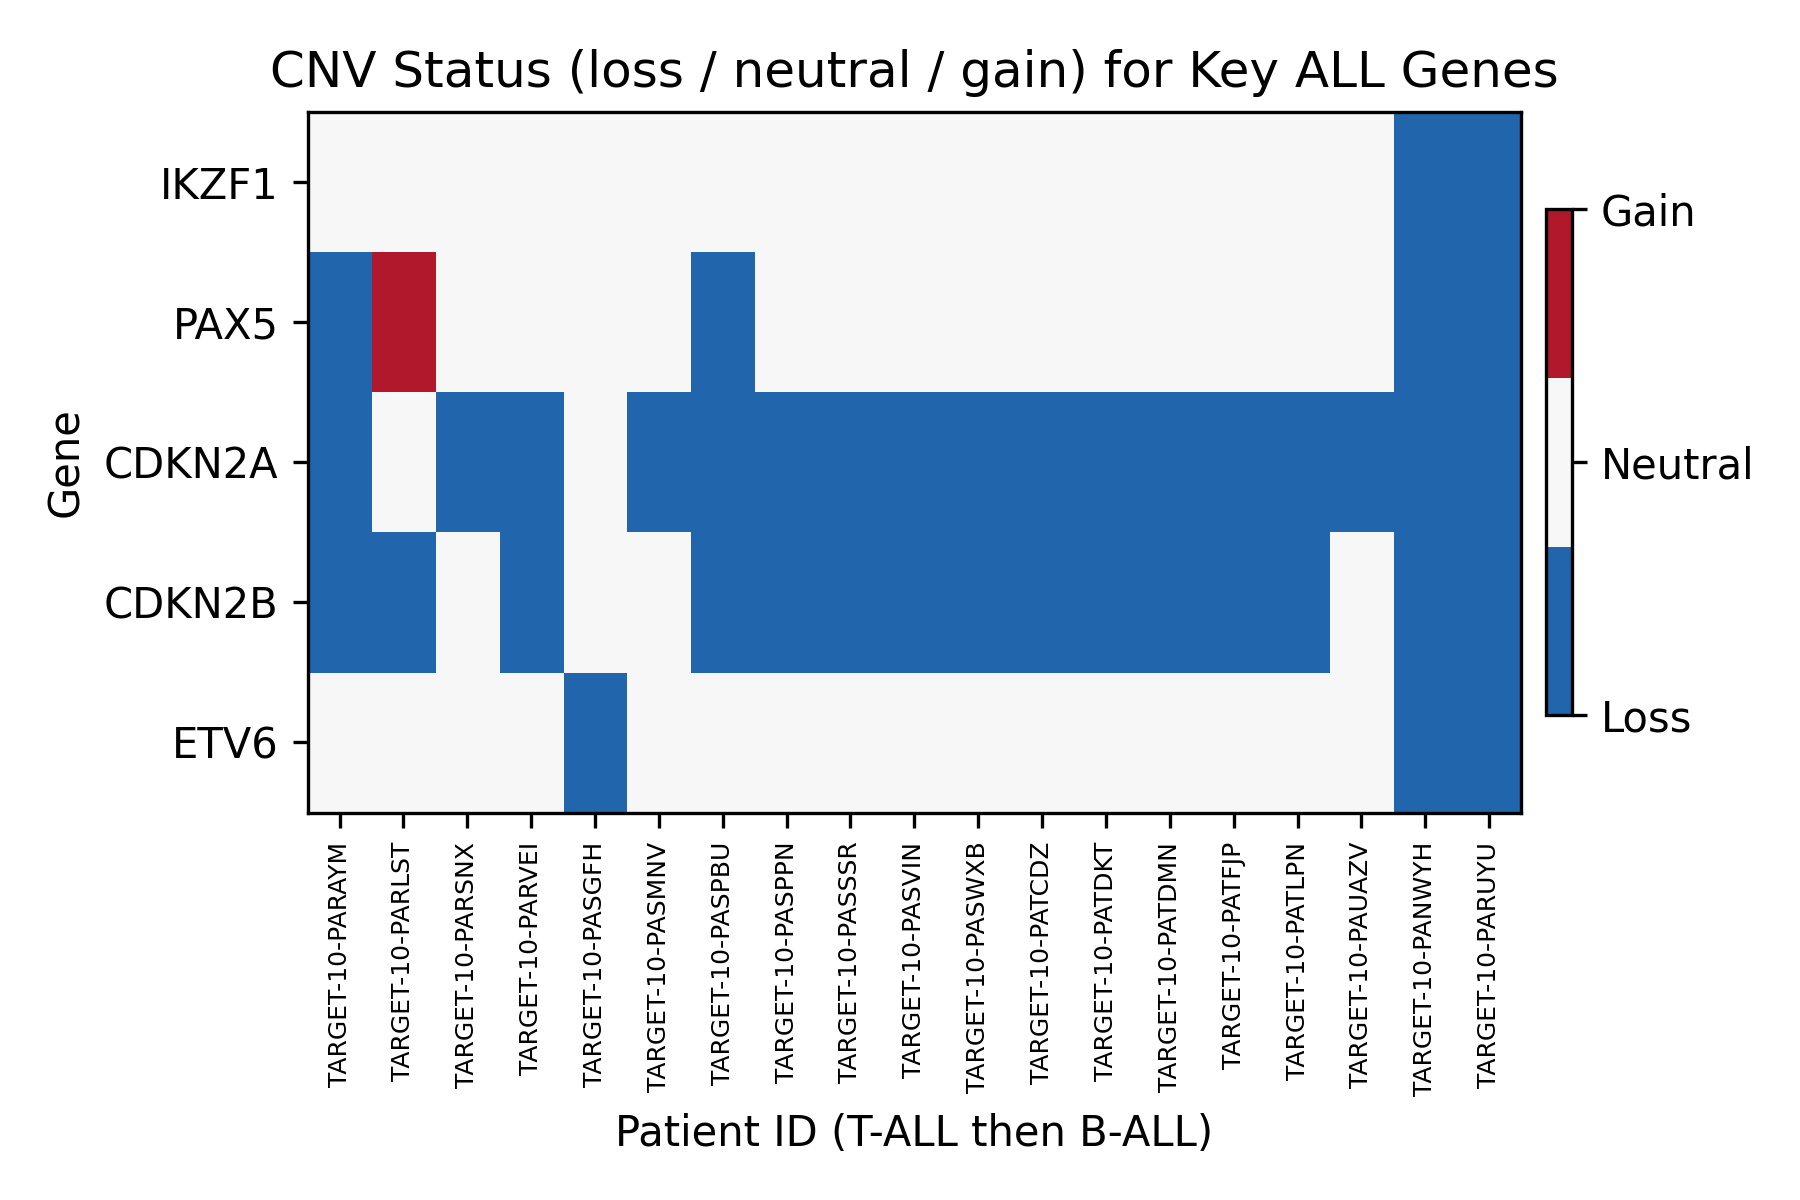 CNV Status (loss / neutral / gain) for Key ALL Genes
Gene
IKZF1
PAX5
CDKN2A
CDKN2B
ETV6
Gain
Neutral
Loss
TARGET-10-PARAYM
TARGET-10-PARLST
TARGET-10-PARSNX
TARGET-10-PARVEI
TARGET-10-PASGFH
TARGET-10-PASMNV
TARGET-10-PASPBU
TARGET-10-PASPPN
TARGET-10-PASSSR
TARGET-10-PASVIN
TARGET-10-PASWXB
TARGET-10-PATCDZ
TARGET-10-PATDKT
TARGET-10-PATDMN
TARGET-10-PATFJP
TARGET-10-PATLPN
TARGET-10-PAUAZV
TARGET-10-PANWYH
TARGET-10-PARUYU
Patient ID (T-ALL then B-ALL)